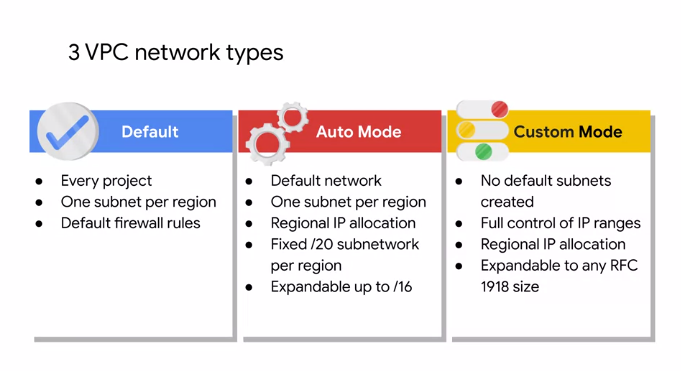 3 VPC network types
Default
● Every project
● One subnet per region
● Default firewall rules
Auto Mode
● Default network
● One subnet per region
● Regional IP allocation
● Fixed /20 subnetwork
per region
● Expandable up to /16
Custom Mode
● No default subnets
created
● Full control of IP ranges
● Regional IP allocation
● Expandable to any RFC
1918 size